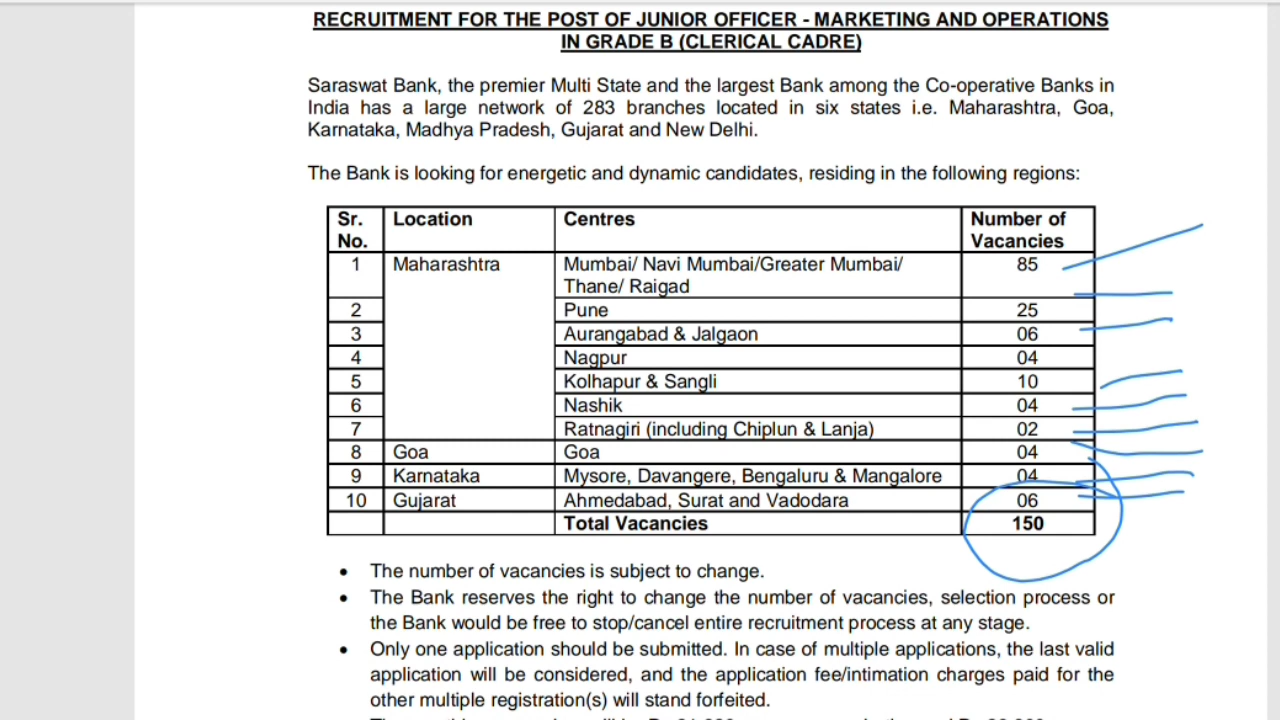 RECRUITMENT FOR THE POST OF JUNIOR OFFICER - MARKETING AND OPERATIONS
IN GRADE B (CLERICAL CADRE)
Saraswat Bank, the premier Multi State and the largest Bank among the Co-operative Banks in
India has a large network of 283 branches located in six states i.e. Maharashtra, Goa,
Karnataka, Madhya Pradesh, Gujarat and New Delhi.
The Bank is looking for energetic and dynamic candidates, residing in the following regions:
Sr. No. Location Centres Number of Vacancies
1 Maharashtra Mumbai/ Navi Mumbai/Greater Mumbai/ 85
Thane/ Raigad
2 Pune 25
3 Aurangabad & Jalgaon 06
4 Nagpur 04
5 Kolhapur & Sangli 10
6 Nashik 04
7 Ratnagiri (including Chiplun & Lanja) 02
8 Goa Goa 04
9 Karnataka Mysore, Davangere, Bengaluru & Mangalore 04
10 Gujarat Ahmedabad, Surat and Vadodara 06
Total Vacancies 150
• The number of vacancies is subject to change.
• The Bank reserves the right to change the number of vacancies, selection process or
the Bank would be free to stop/cancel entire recruitment process at any stage.
• Only one application should be submitted. In case of multiple applications, the last valid
application will be considered, and the application fee/intimation charges paid for the
other multiple registration(s) will stand forfeited.